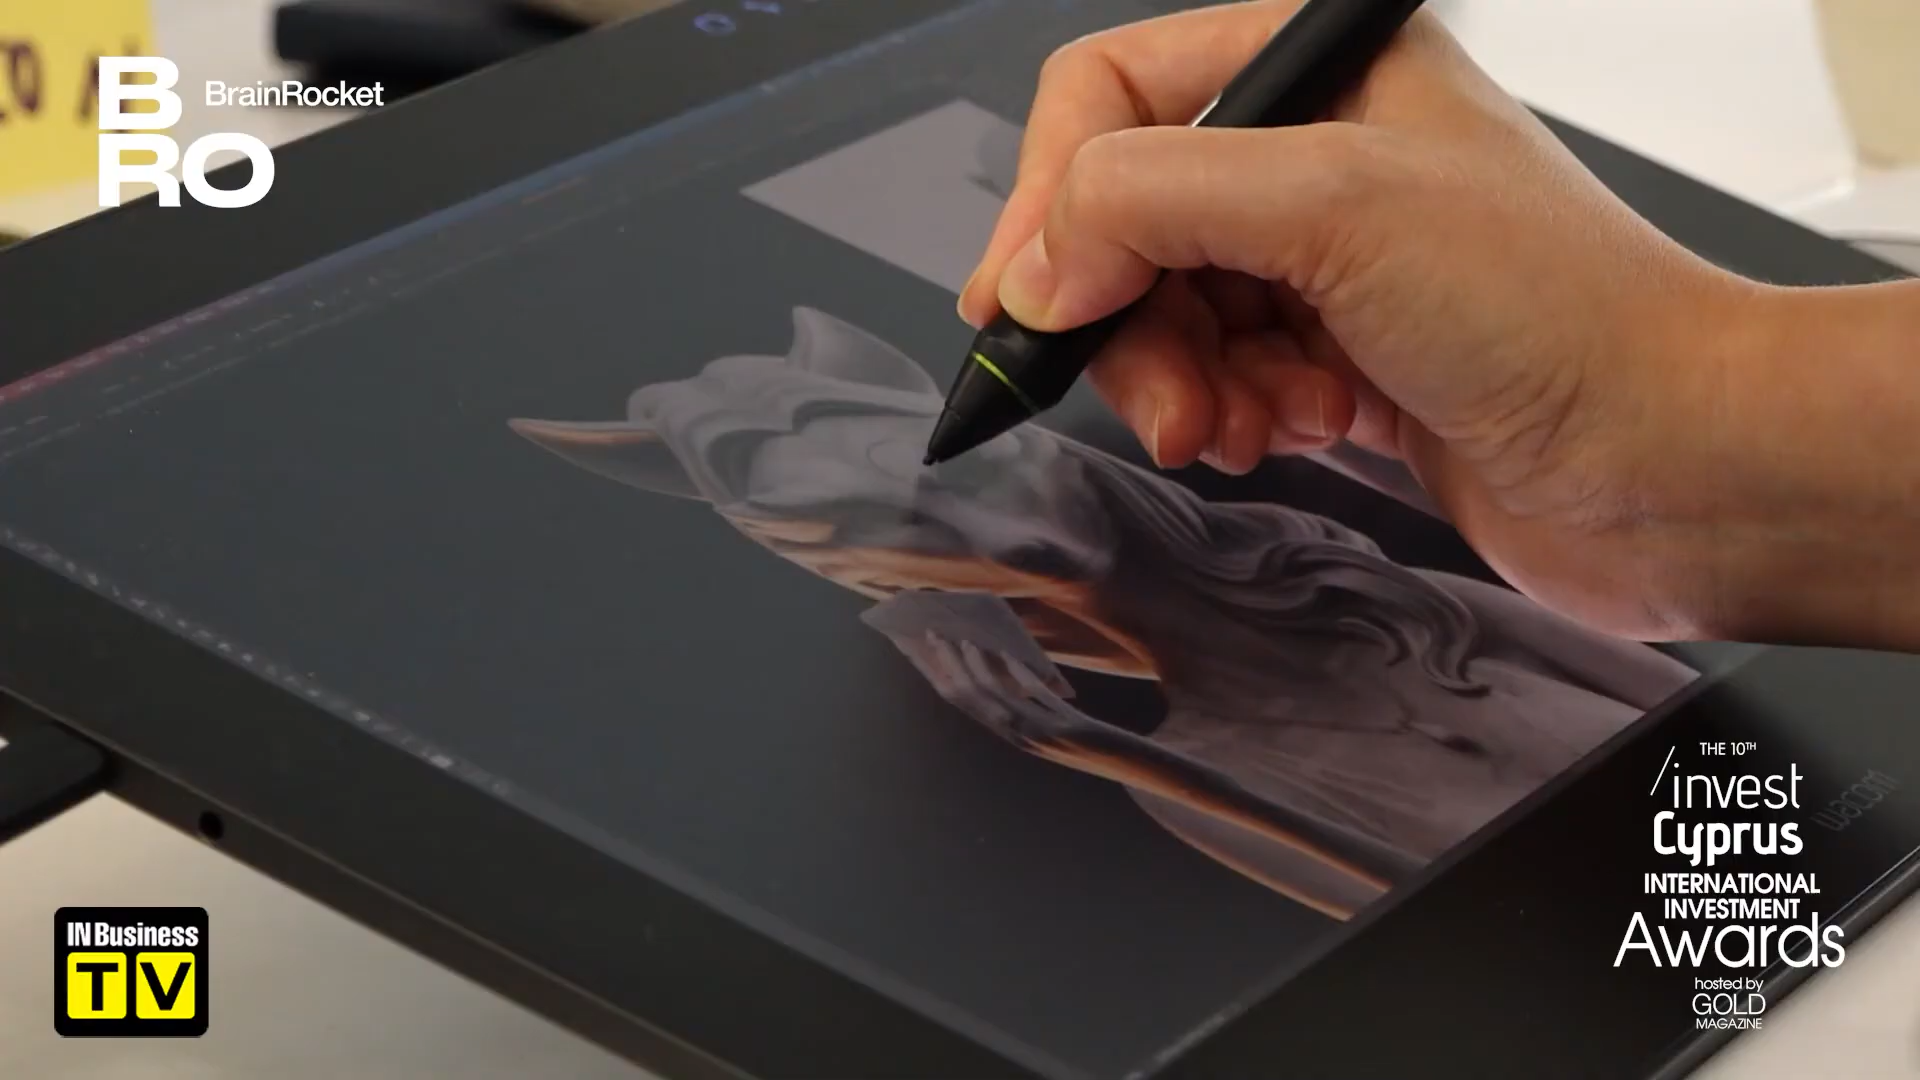 B
RO
BrainRocket
THE 10TH
/invest
Cyprus
INTERNATIONAL
INVESTMENT
Awards
hosted by
GOLD
MAGAZINE
wacom
IN Business
TV